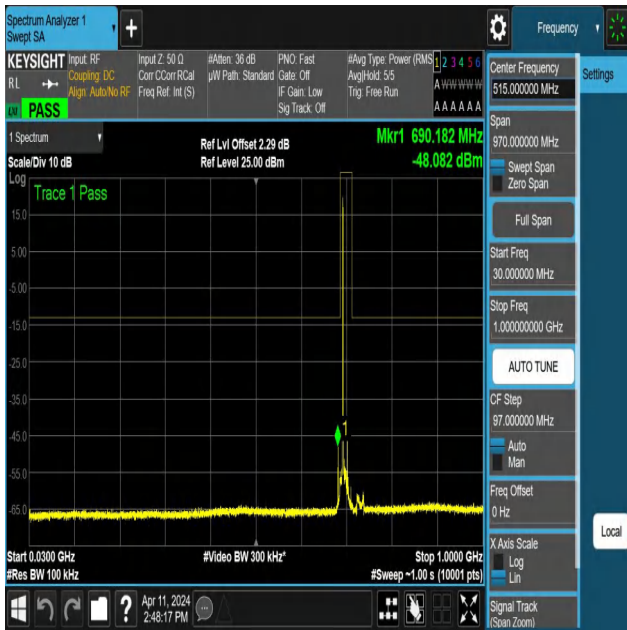 Spectrum Analyzer 1
Swept SA
+
Frequency
KEYSIGHT
RL
PASS
Input: RF
Coupling: DC
Align: Auto/No RF
Input Z: 50 Ω
Corr CCorr RCal
Freq Ref: Int (S)
#Atten: 36 dB
µW Path: Standard
PNO: Fast
Gate: Off
IF Gain: Low
Sig Track: Off
#Avg Type: Power (RMS
Avg|Hold: 5/5
Trig: Free Run
1 2 3 4 5 6
A W W W W W
A A A A A A
1 Spectrum
Scale/Div 10 dB
Ref Lvl Offset 2.29 dB
Ref Level 25.00 dBm
Mkr1 690.182 MHz
-48.082 dBm
Log
Trace 1 Pass
15.0
5.00
-5.00
-15.0
-25.0
-35.0
-45.0
-55.0
-65.0
1
Start 0.0300 GHz
#Res BW 100 kHz
#Video BW 300 kHz*
Stop 1.0000 GHz
#Sweep ~1.00 s (10001 pts)
Center Frequency
515.000000 MHz
Settings
Span
970.000000 MHz
Swept Span
Zero Span
Full Span
Start Freq
30.000000 MHz
Stop Freq
1.000000000 GHz
AUTO TUNE
CF Step
97.000000 MHz
Auto
Man
Freq Offset
0 Hz
Local
X Axis Scale
Log
Lin
Signal Track
(Span Zoom)
?
Apr 11, 2024
2:48:17 PM